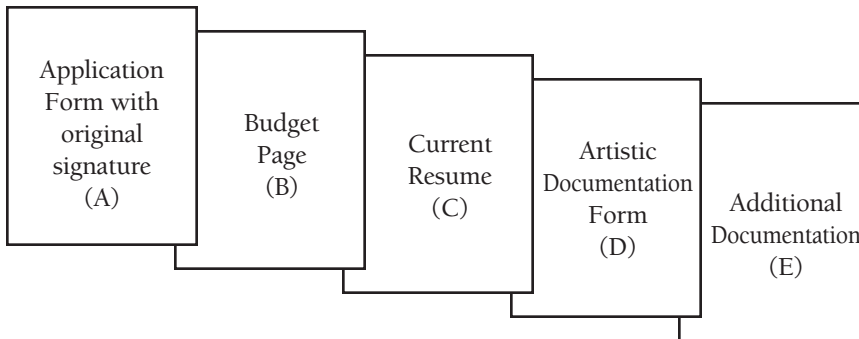 Application
Form with
original
signature
(A)
Budget
Page
(B)
Current
Resume
(C)
Artistic
Documentation
Form
(D)
Additional
Documentation
(E)